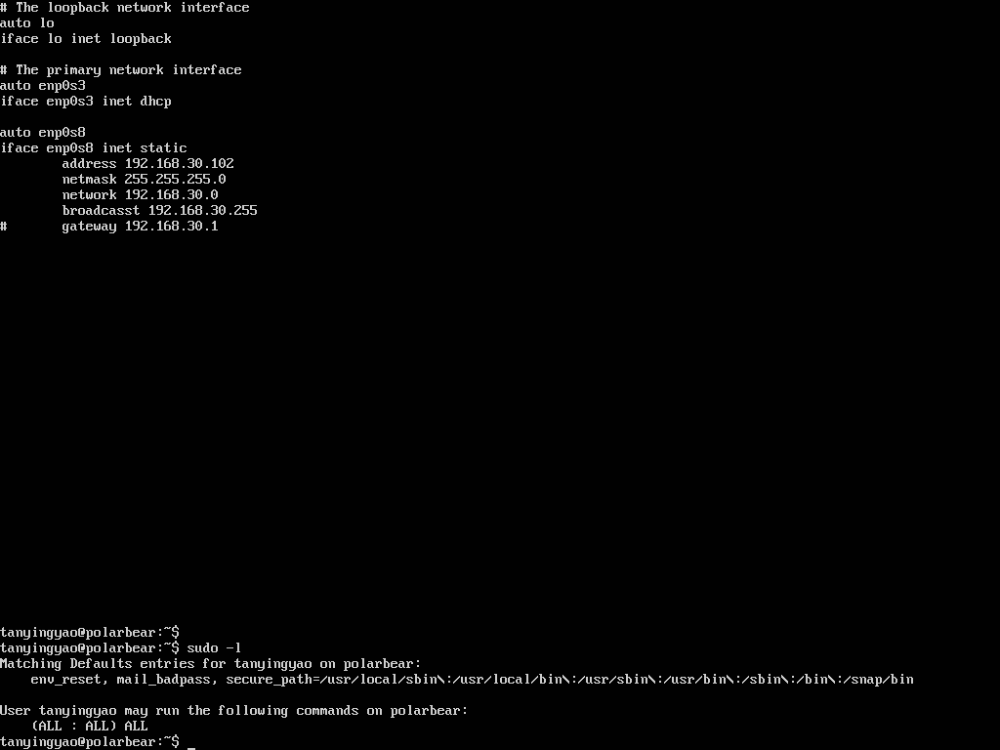 # The loopback network interface
auto lo
iface lo inet loopback
# The primary network interface
auto enp0s3
iface enp0s3 inet dhcp
auto enp0s8
iface enp0s8 inet static
address 192.168.30.102
netmask 255.255.255.0
network 192.168.30.0
broadcasst 192.168.30.255
# gateway 192.168.30.1
tanyingyao@polarbear:~$
tanyingyao@polarbear:~$ sudo -l
Matching Defaults entries for tanyingyao on polarbear:
env_reset, mail_badpass, secure_path=/usr/local/sbin\:/usr/local/bin\:/usr/sbin\:/usr/bin\:/sbin\:/bin\:/snap/bin
User tanyingyao may run the following commands on polarbear:
(ALL : ALL) ALL
tanyingyao@polarbear:~$ _